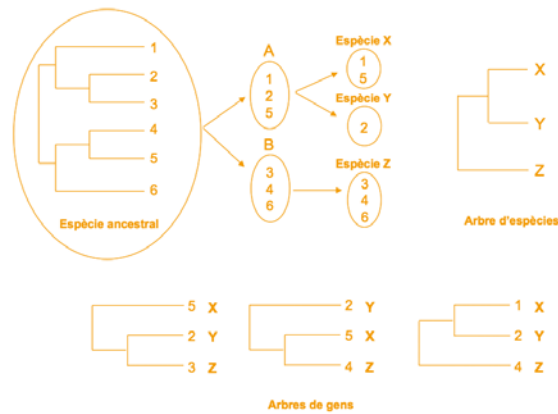 1
2
3
4
5
6
Espècie ancestral
A
1
2
5
B
3
4
6
Espècie X
1
5
Espècie Y
2
Espècie Z
3
4
6
X
Y
Z
Arbre d'espècies
5 X
2 Y
3 Z
2 Y
5 X
4 Z
1 X
2 Y
4 Z
Arbres de gens